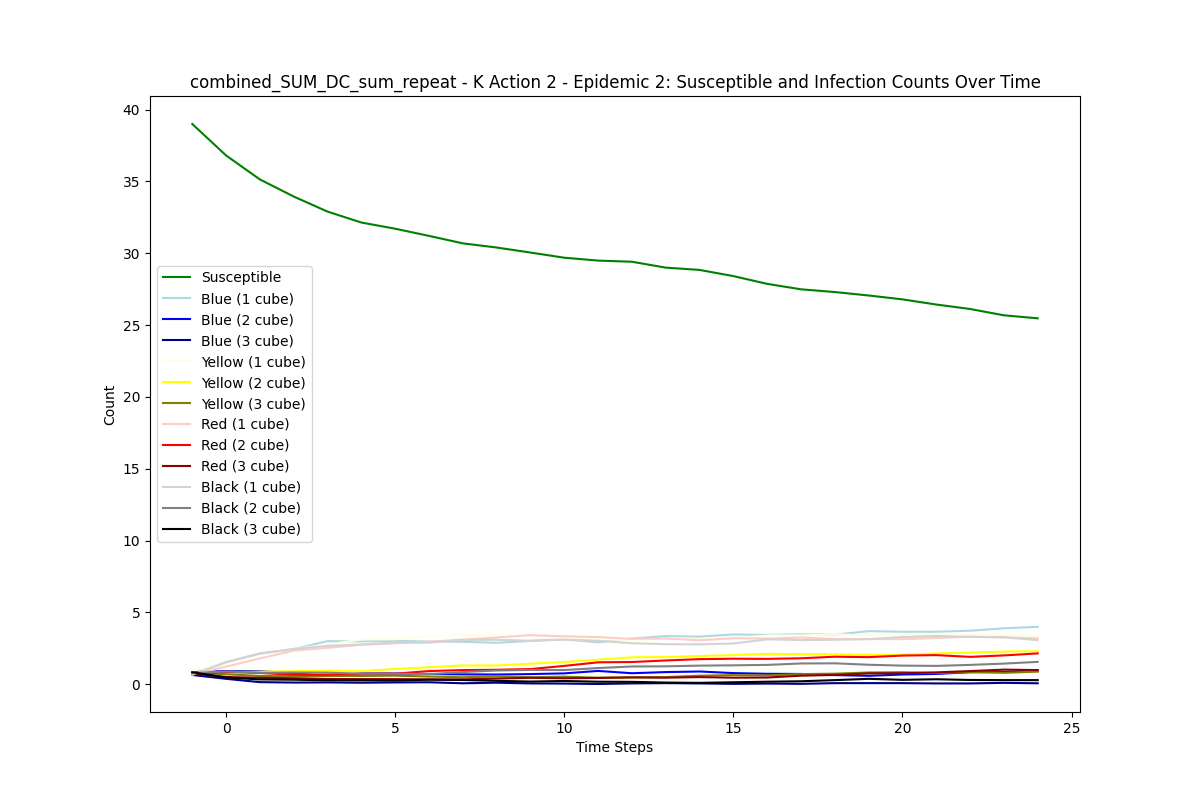 combined_SUM_DC_sum_repeat - K Action 2 - Epidemic 2: Susceptible and Infection Counts Over Time
40
35
30
25
20
15
10
5
0
Count
Susceptible
Blue (1 cube)
Blue (2 cube)
Blue (3 cube)
Yellow (1 cube)
Yellow (2 cube)
Yellow (3 cube)
Red (1 cube)
Red (2 cube)
Red (3 cube)
Black (1 cube)
Black (2 cube)
Black (3 cube)
0 5 10 15 20 25
Time Steps